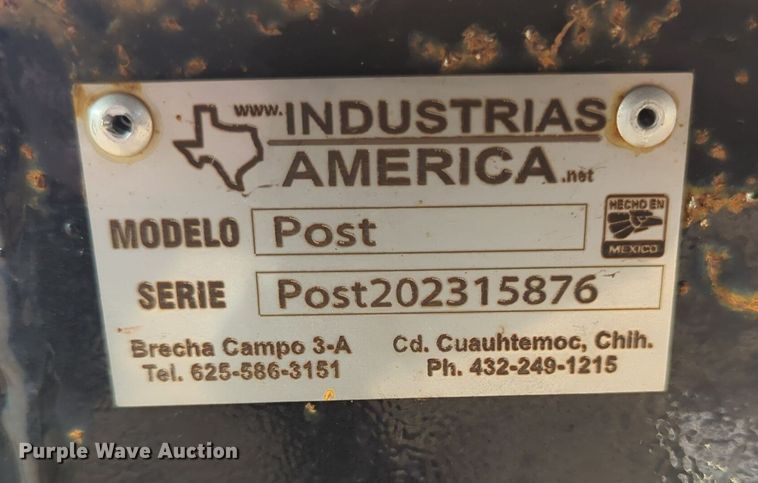 www. INDUSTRIAS
AMERICA.net
MODELO Post
HECHO EN
MEXICO
SERIE Post202315876
Brecha Campo 3-A Cd. Cuauhtemoc, Chih.
Tel. 625-586-3151 Ph. 432-249-1215
Purple Wave Auction